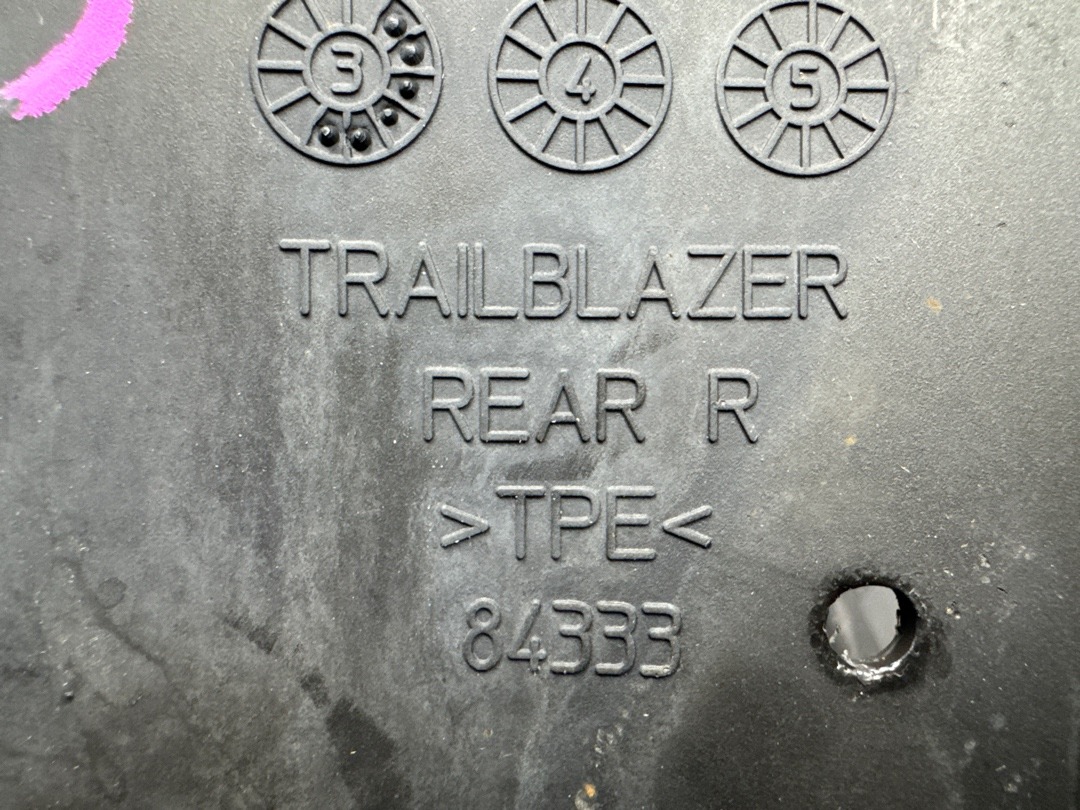 3 4 5
TRAILBLAZER
REAR R
>TPE<
84333